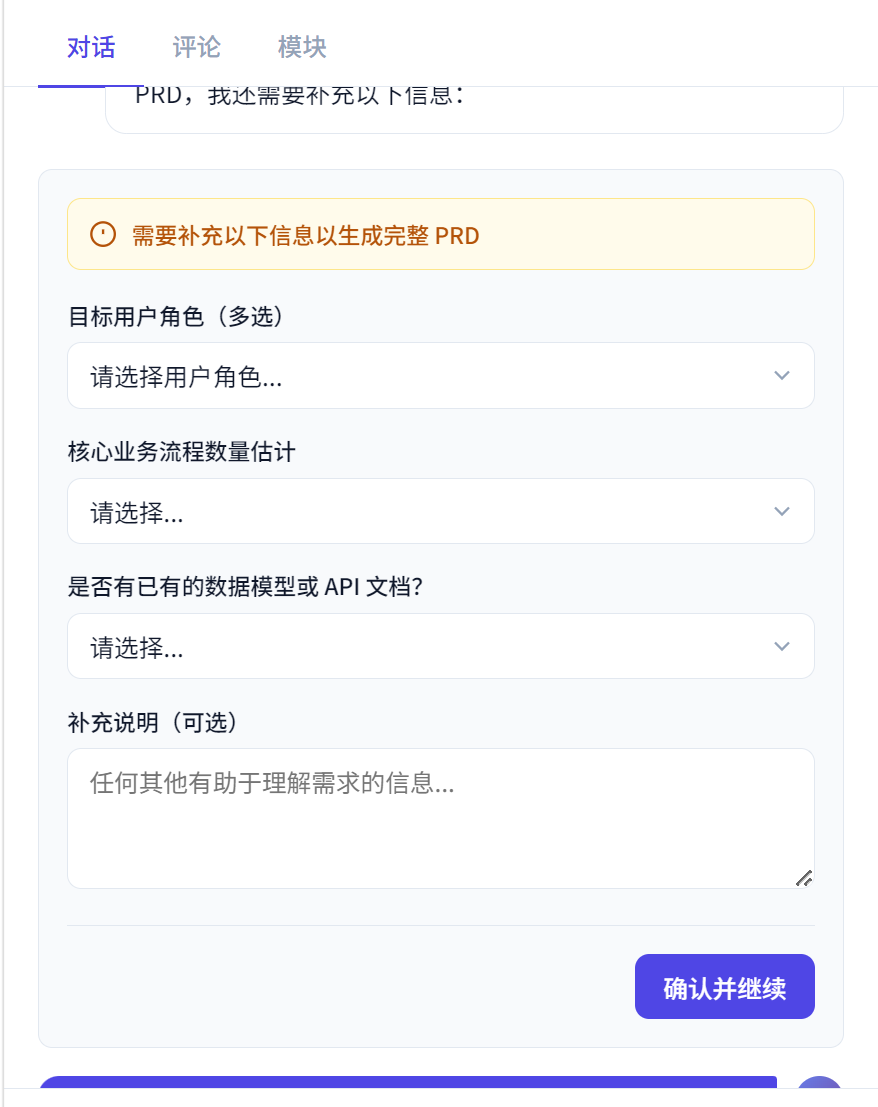 对话
评论
模块
PRD，我还需要补充以下信息：
需要补充以下信息以生成完整 PRD
目标用户角色（多选）
请选择用户角色...
核心业务流程数量估计
请选择...
是否有已有的数据模型或 API 文档？
请选择...
补充说明（可选）
任何其他有助于理解需求的信息...
确认并继续